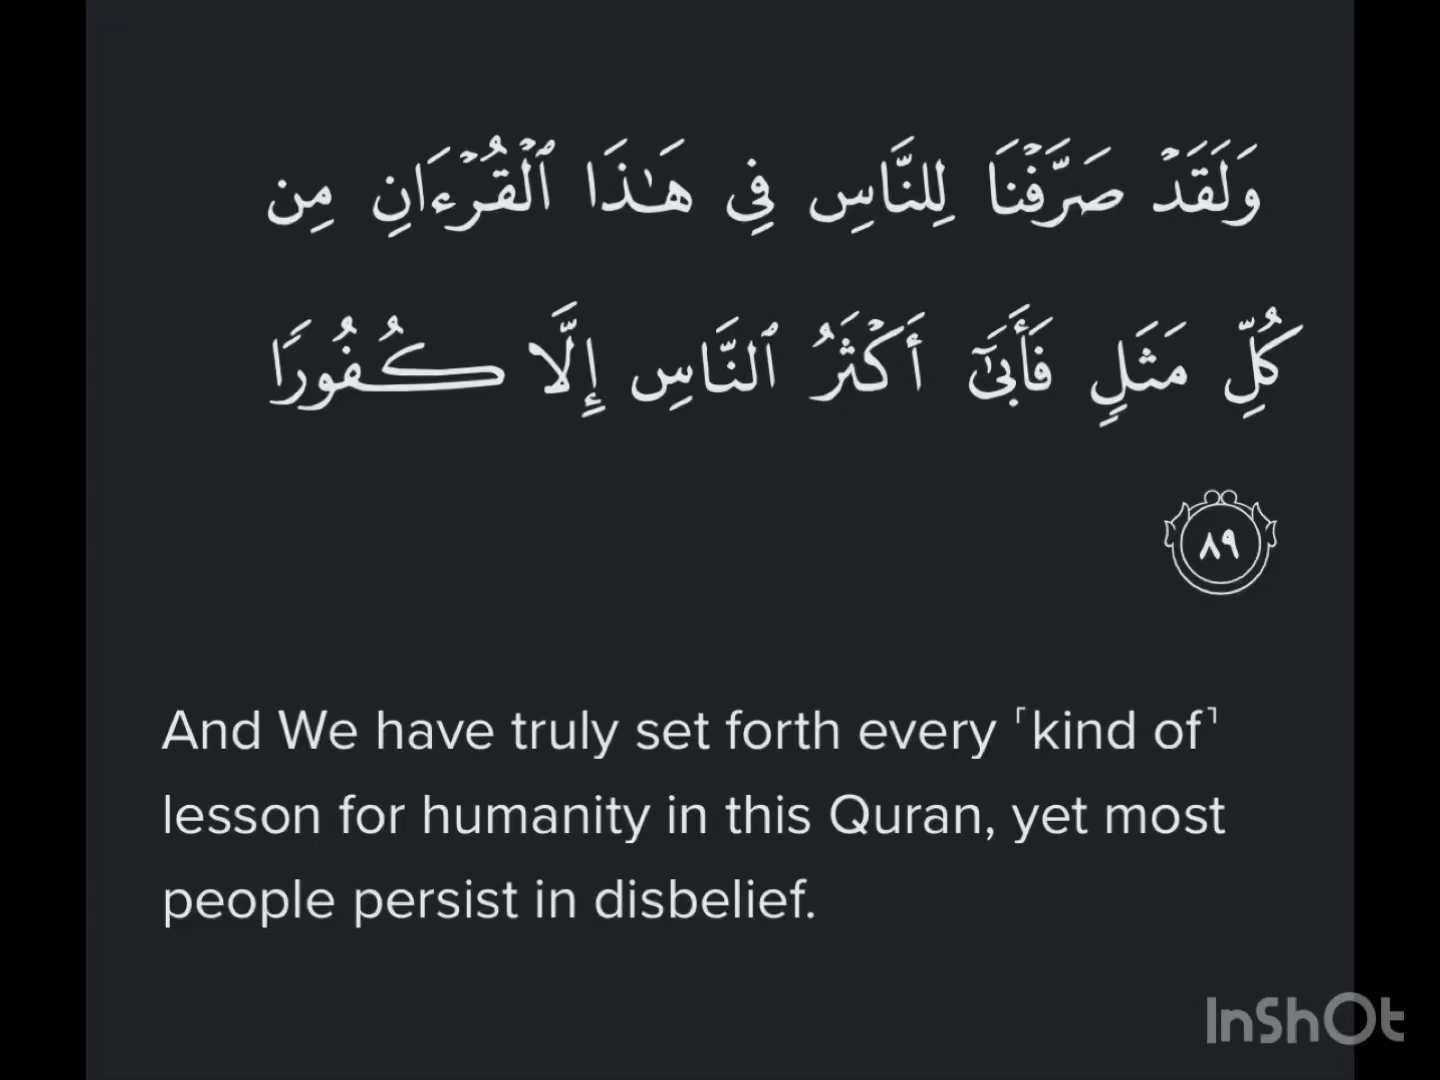 وَلَقَدۡ صَرَّفۡنَا لِلنَّاسِ فِي هَٰذَا ٱلۡقُرۡءَانِ مِن
كُلِّ مَثَلٖ فَأَبَىٰٓ أَكۡثَرُ ٱلنَّاسِ إِلَّا كُفُورٗا
٨٩
And We have truly set forth every ˹kind of˺
lesson for humanity in this Quran, yet most
people persist in disbelief.
InShOt